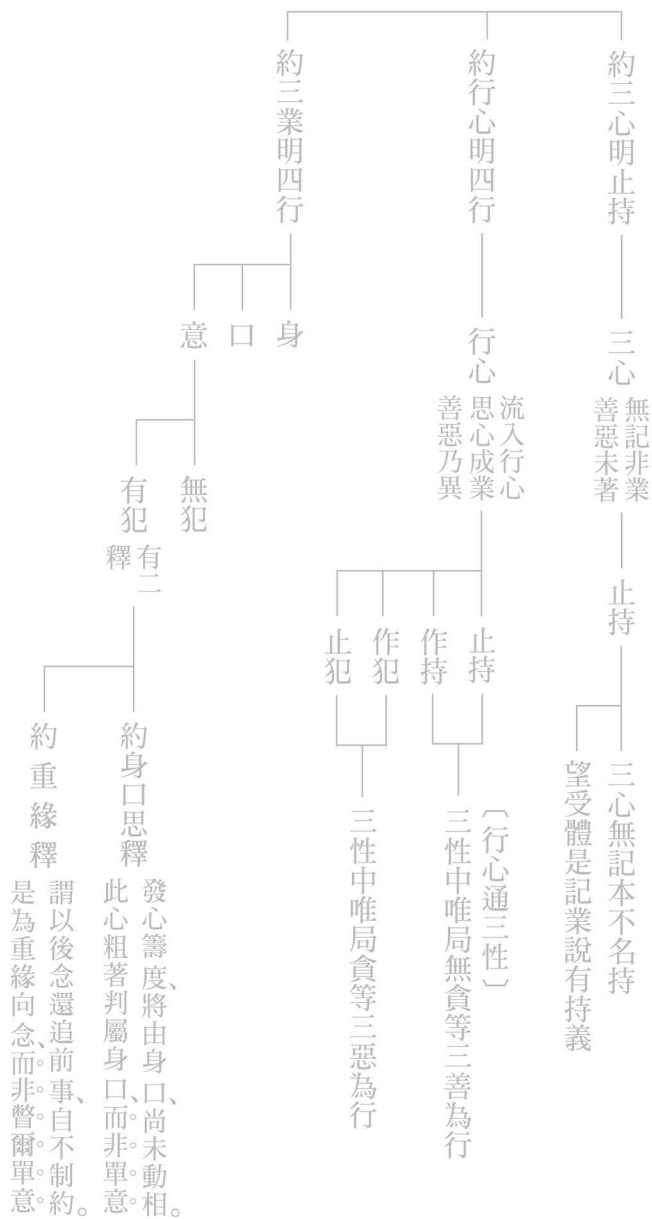 約三心明止持
三心
無記非業
善惡未著
止持
三心無記本不名持
望受體是記業說有持義
約行心明四行
行心
流入行心
思心成業
善惡乃異
止持
作持
作犯
止犯
〔行心通三性〕
三性中唯局無貪等三善為行
三性中唯局貪等三惡為行
約三業明四行
身
口
意
無犯
有犯
有二
釋
約身口思釋
發心籌度、將由身口、尚未動相。
此心粗著判屬身口、而非單意。
約重緣釋
謂以後念還追前事、自不制約。
是為重緣向念、而非瞥爾單意。